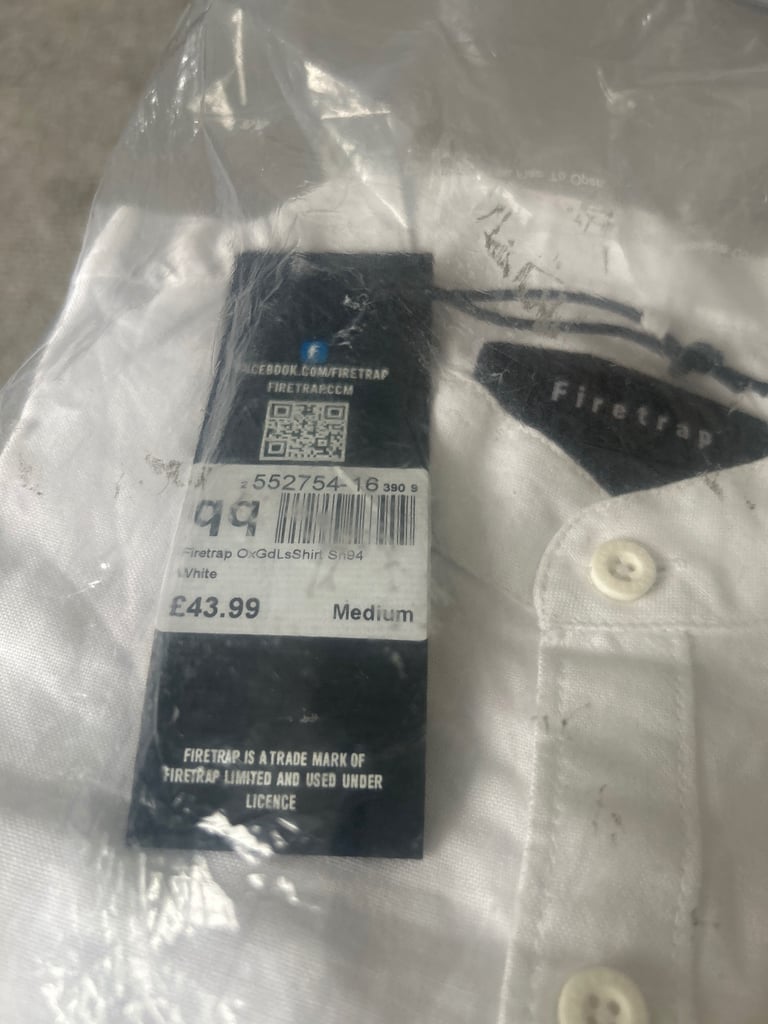 FACEBOOK.COM/FIRETRAP
FIRETRAP.COM
Firetrap
2 552754-16 390 9
Firetrap OxGdLsShirt Sn94
White
£43.99 Medium
FIRETRAP IS A TRADE MARK OF
FIRETRAP LIMITED AND USED UNDER
LICENCE